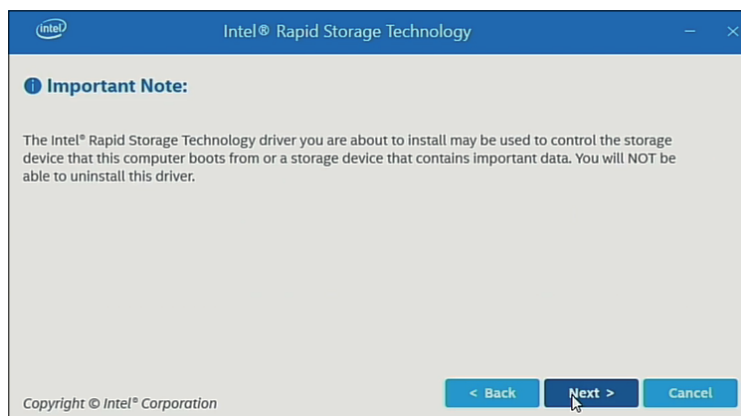 intel
Intel® Rapid Storage Technology
Important Note:
The Intel® Rapid Storage Technology driver you are about to install may be used to control the storage
device that this computer boots from or a storage device that contains important data. You will NOT be
able to uninstall this driver.
< Back
Next >
Cancel
Copyright © Intel® Corporation